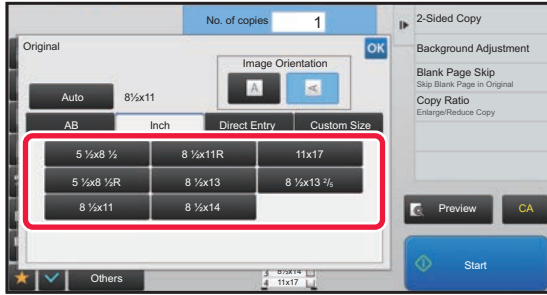 No. of copies 1
2-Sided Copy
Original OK
Background Adjustment
Image Orientation
Blank Page Skip
Skip Blank Page in Original
A A
Auto 8½x11
Copy Ratio
Enlarge/Reduce Copy
AB Inch Direct Entry Custom Size
5 ½x8 ½ 8 ½x11R 11x17
5 ½x8 ½R 8 ½x13 8 ½x13 ²/₅
8 ½x11 8 ½x14
Preview CA
Others
Start
4 11x17